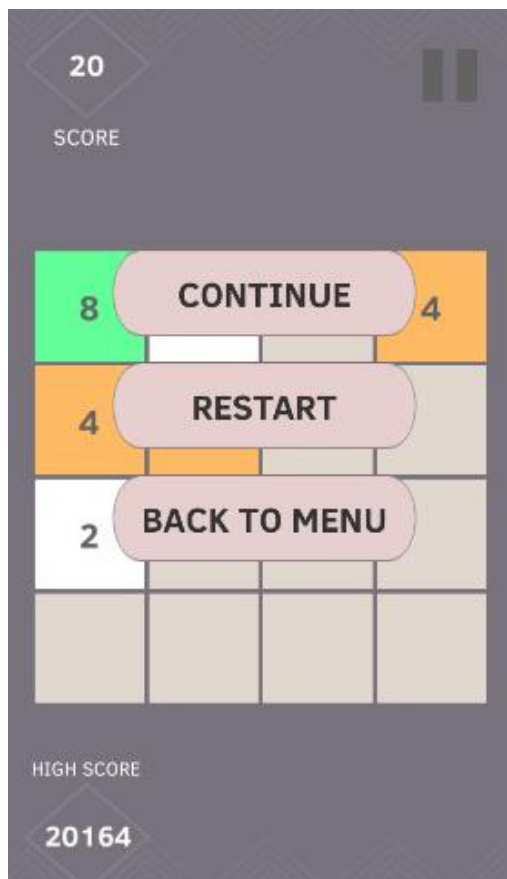 20
SCORE
8 CONTINUE 4
4 RESTART
2 BACK TO MENU
HIGH SCORE
20164